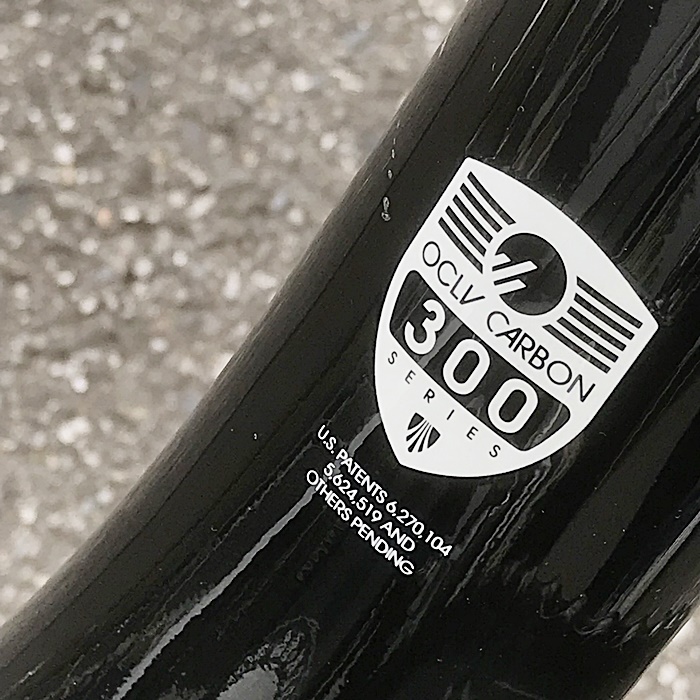 OCLV CARBON
300
SERIES
U.S. PATENTS 6,270,104
5,624,519 AND
OTHERS PENDING